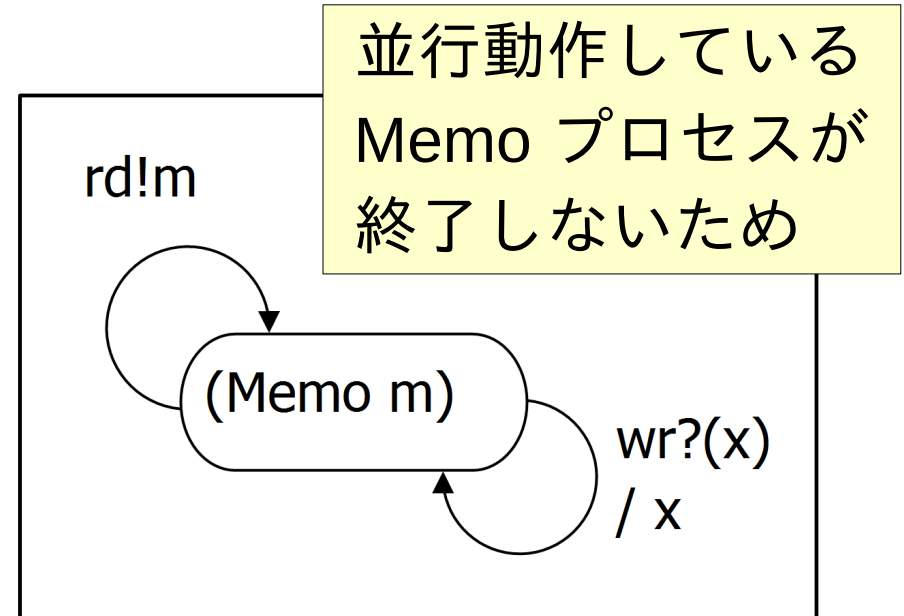 並行動作している
Memo プロセスが
終了しないため
rd!m
(Memo m)
wr?(x)
/ x